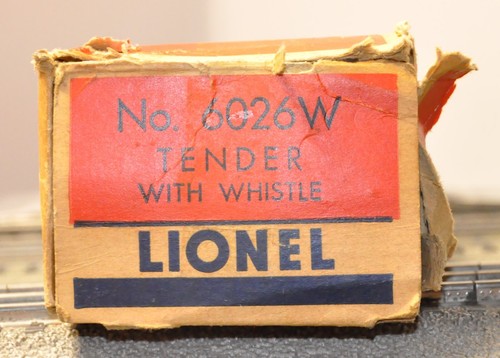 No. 6026W
TENDER
WITH WHISTLE
LIONEL